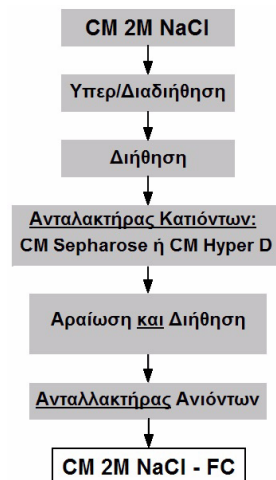 CM 2M NaCl
Υπερ/Διαδιήθηση
Διήθηση
Ανταλακτήρας Κατιόντων:
CM Sepharose ή CM Hyper D
Αραίωση και Διήθηση
Ανταλλακτήρας Ανιόντων
CM 2M NaCl - FC